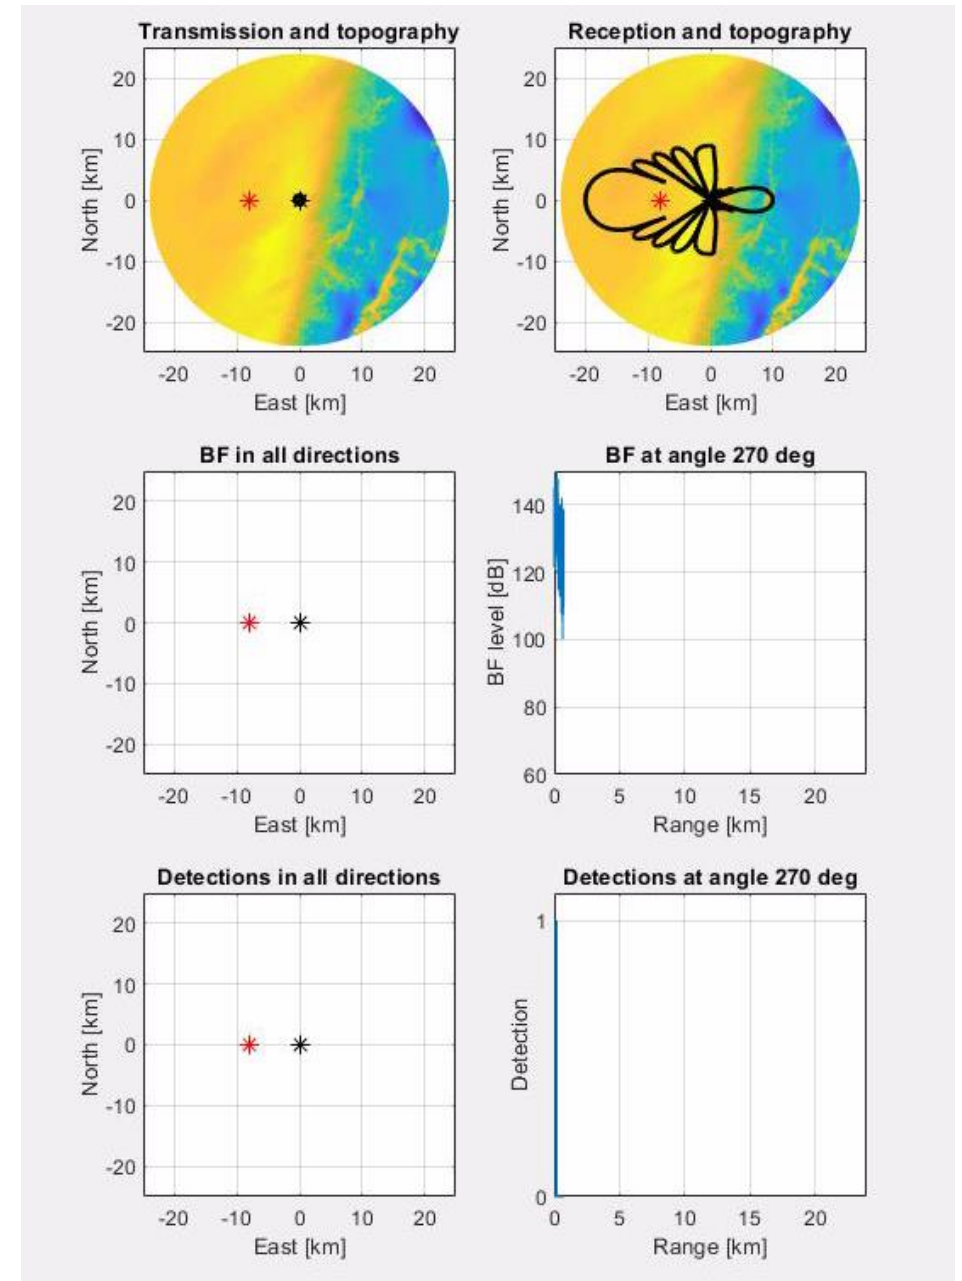 Transmission and topography
20
10
0
-10
-20
North [km]
-20 -10 0 10 20
East [km]
Reception and topography
20
10
0
-10
-20
North [km]
-20 -10 0 10 20
East [km]
BF in all directions
20
10
0
-10
-20
North [km]
-20 -10 0 10 20
East [km]
BF at angle 270 deg
140
120
100
80
60
BF level [dB]
0 5 10 15 20
Range [km]
Detections in all directions
20
10
0
-10
-20
North [km]
-20 -10 0 10 20
East [km]
Detections at angle 270 deg
1
0
Detection
0 5 10 15 20
Range [km]